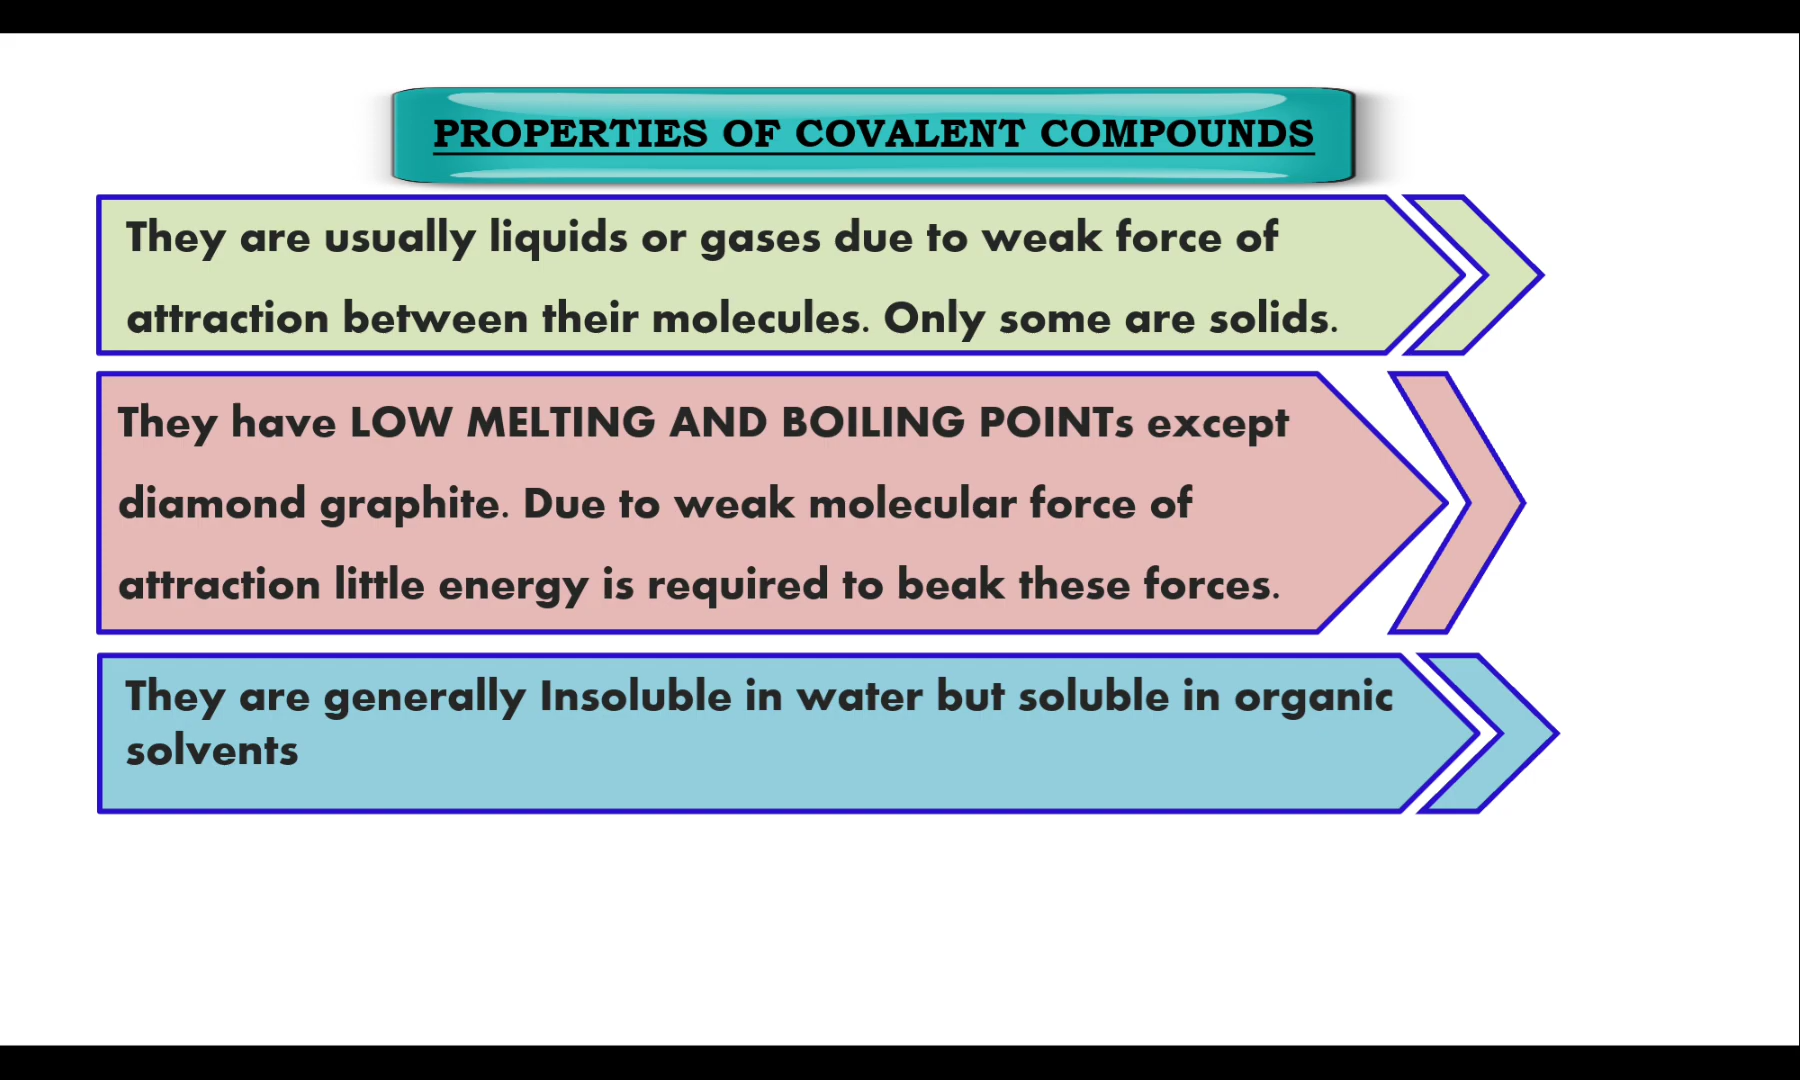 PROPERTIES OF COVALENT COMPOUNDS
They are usually liquids or gases due to weak force of
attraction between their molecules. Only some are solids.
They have LOW MELTING AND BOILING POINTs except
diamond graphite. Due to weak molecular force of
attraction little energy is required to beak these forces.
They are generally Insoluble in water but soluble in organic
solvents